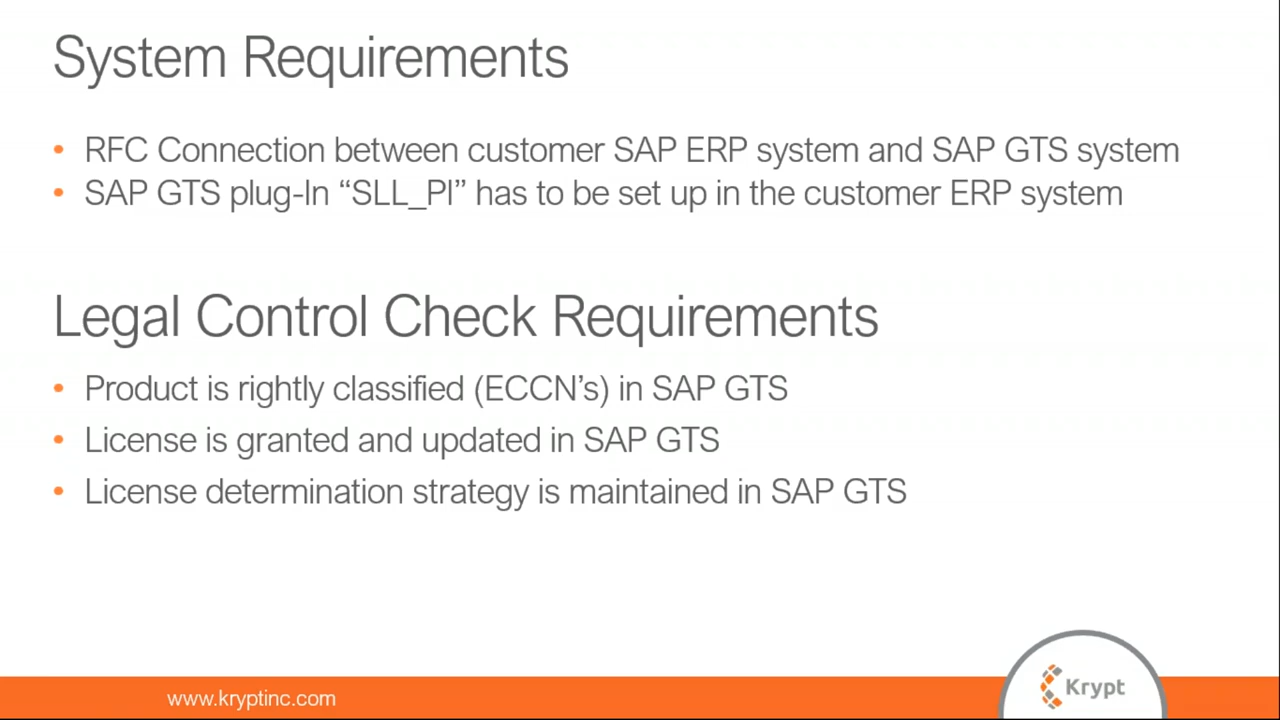 System Requirements
• RFC Connection between customer SAP ERP system and SAP GTS system
• SAP GTS plug-In “SLL_PI” has to be set up in the customer ERP system
Legal Control Check Requirements
• Product is rightly classified (ECCN’s) in SAP GTS
• License is granted and updated in SAP GTS
• License determination strategy is maintained in SAP GTS
www.kryptinc.com
Krypt